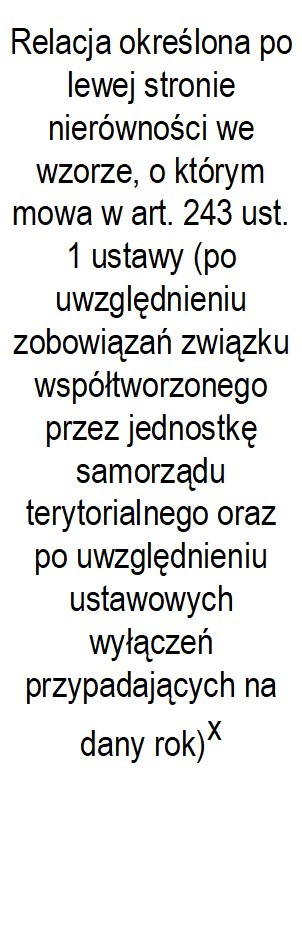 Relacja określona po
lewej stronie
nierówności we
wzorze, o którym
mowa w art. 243 ust.
1 ustawy (po
uwzględnieniu
zobowiązań związku
współtworzonego
przez jednostkę
samorządu
terytorialnego oraz
po uwzględnieniu
ustawowych
wyłączeń
przypadających na
dany rok)x